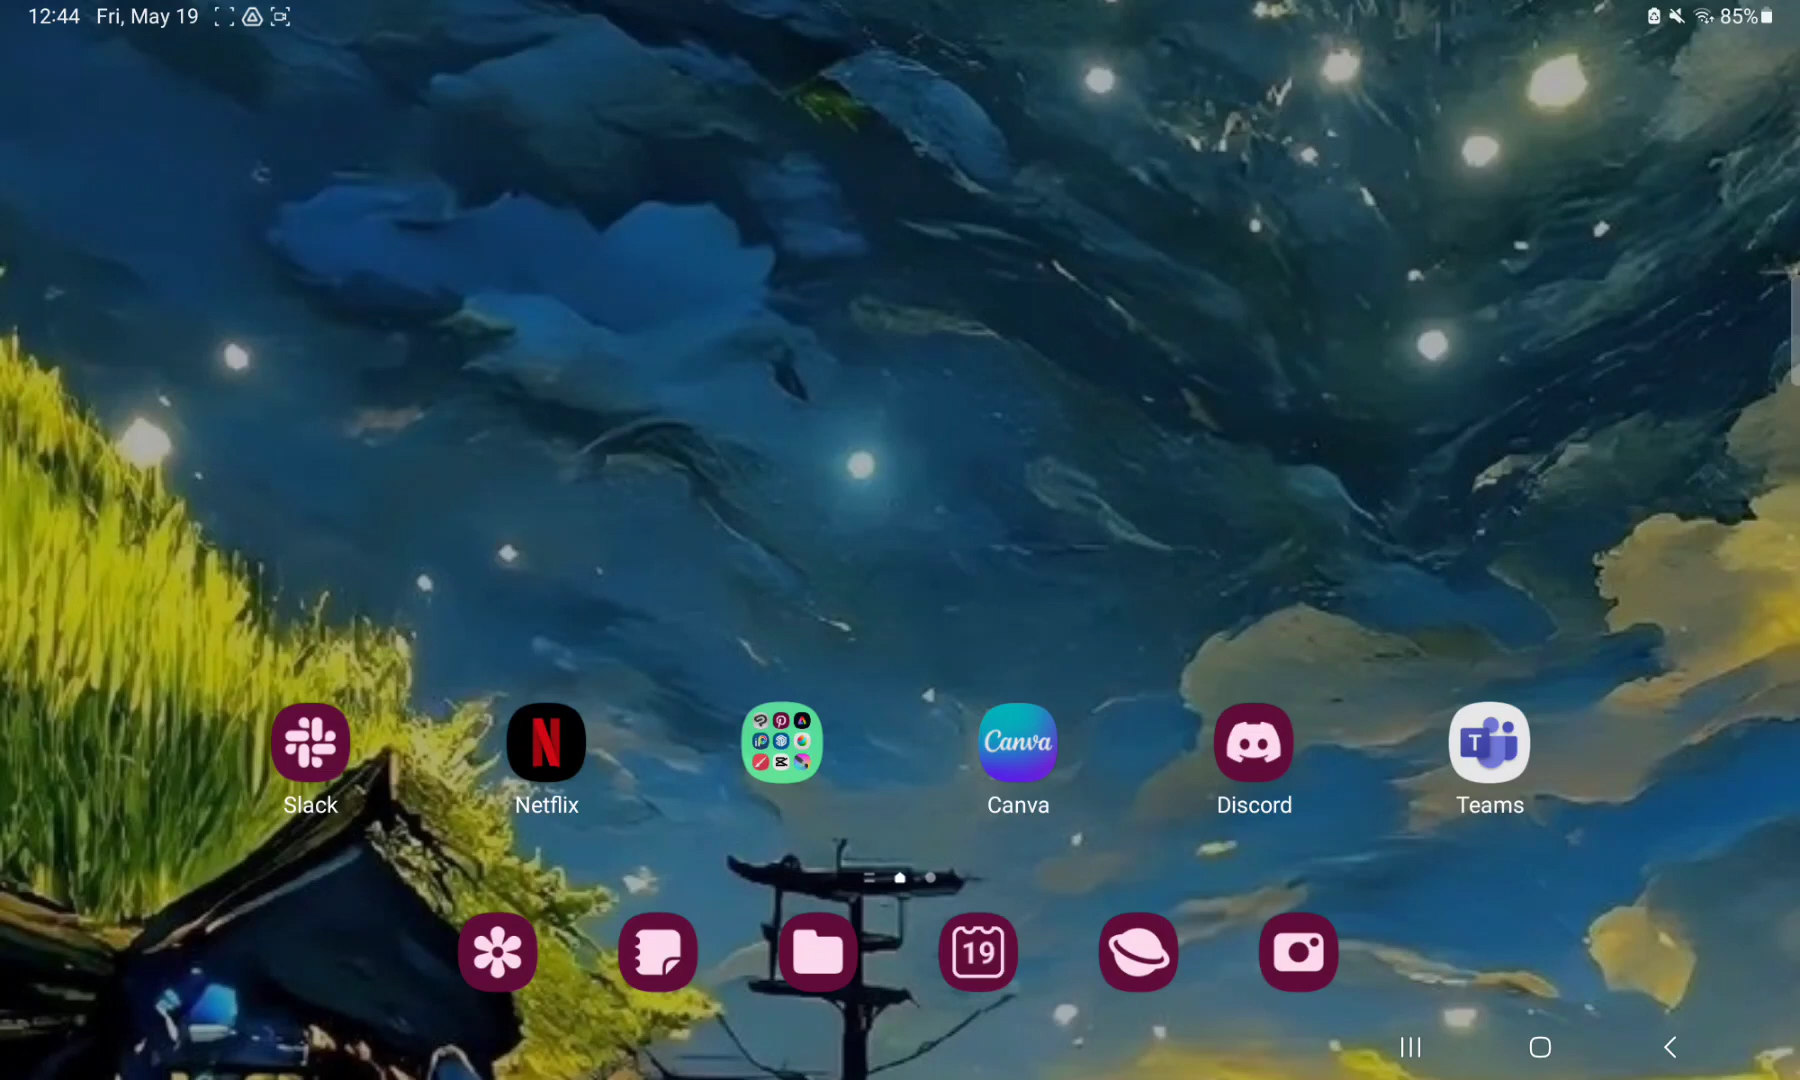 12:44 Fri, May 19
85%
Canva
T
Slack
Netflix
Canva
Discord
Teams
19